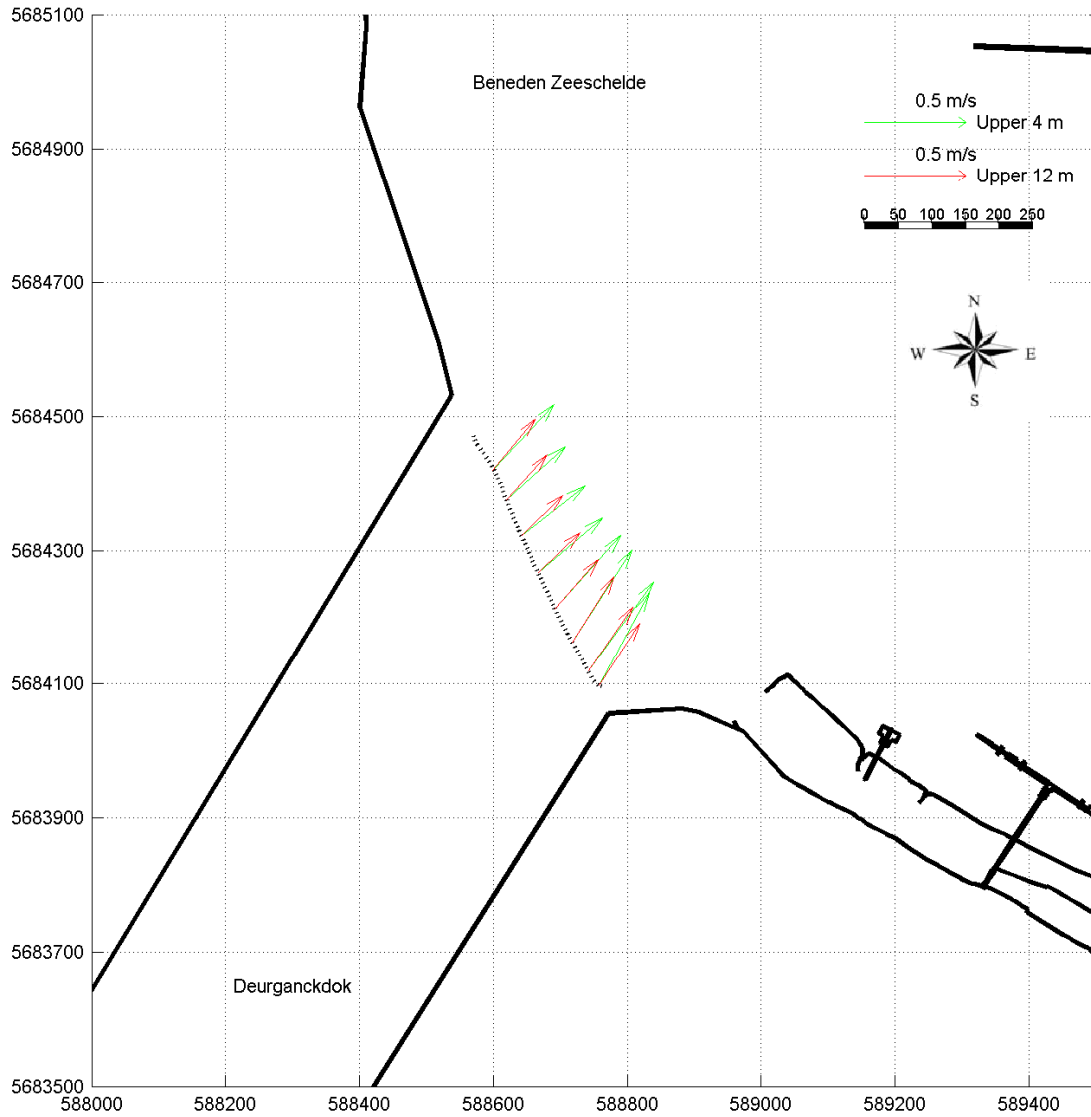 5685100
Beneden Zeeschelde
0.5 m/s
Upper 4 m
5684900
0.5 m/s
Upper 12 m
0 50 100 150 200 250
5684700
N
W E
S
5684500
5684300
5684100
5683900
5683700
Deurganckdok
5683500
588000 588200 588400 588600 588800 589000 589200 589400